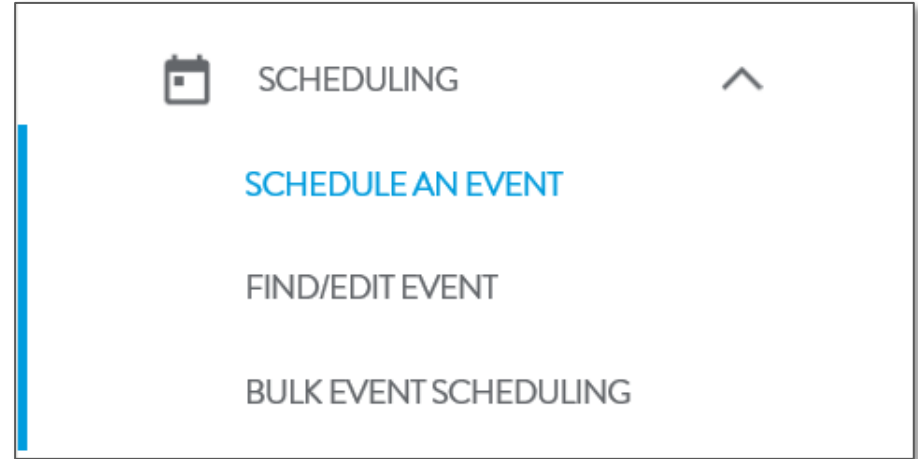 SCHEDULING
SCHEDULE AN EVENT
FIND/EDIT EVENT
BULK EVENT SCHEDULING